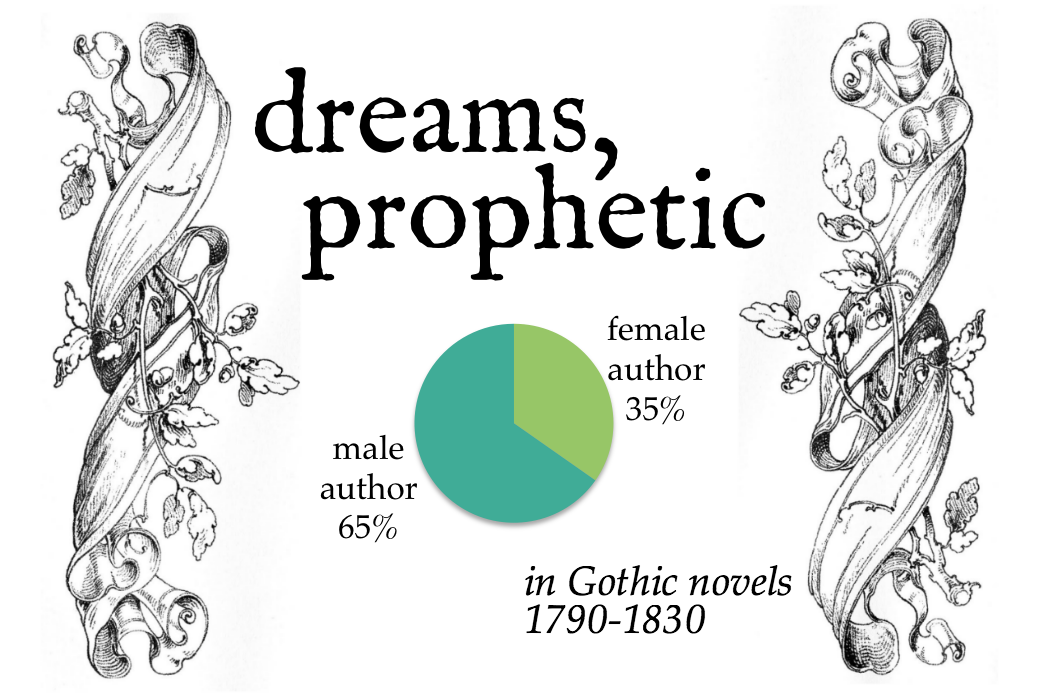 dreams,
prophetic
female
author
35%
male
author
65%
in Gothic novels
1790-1830